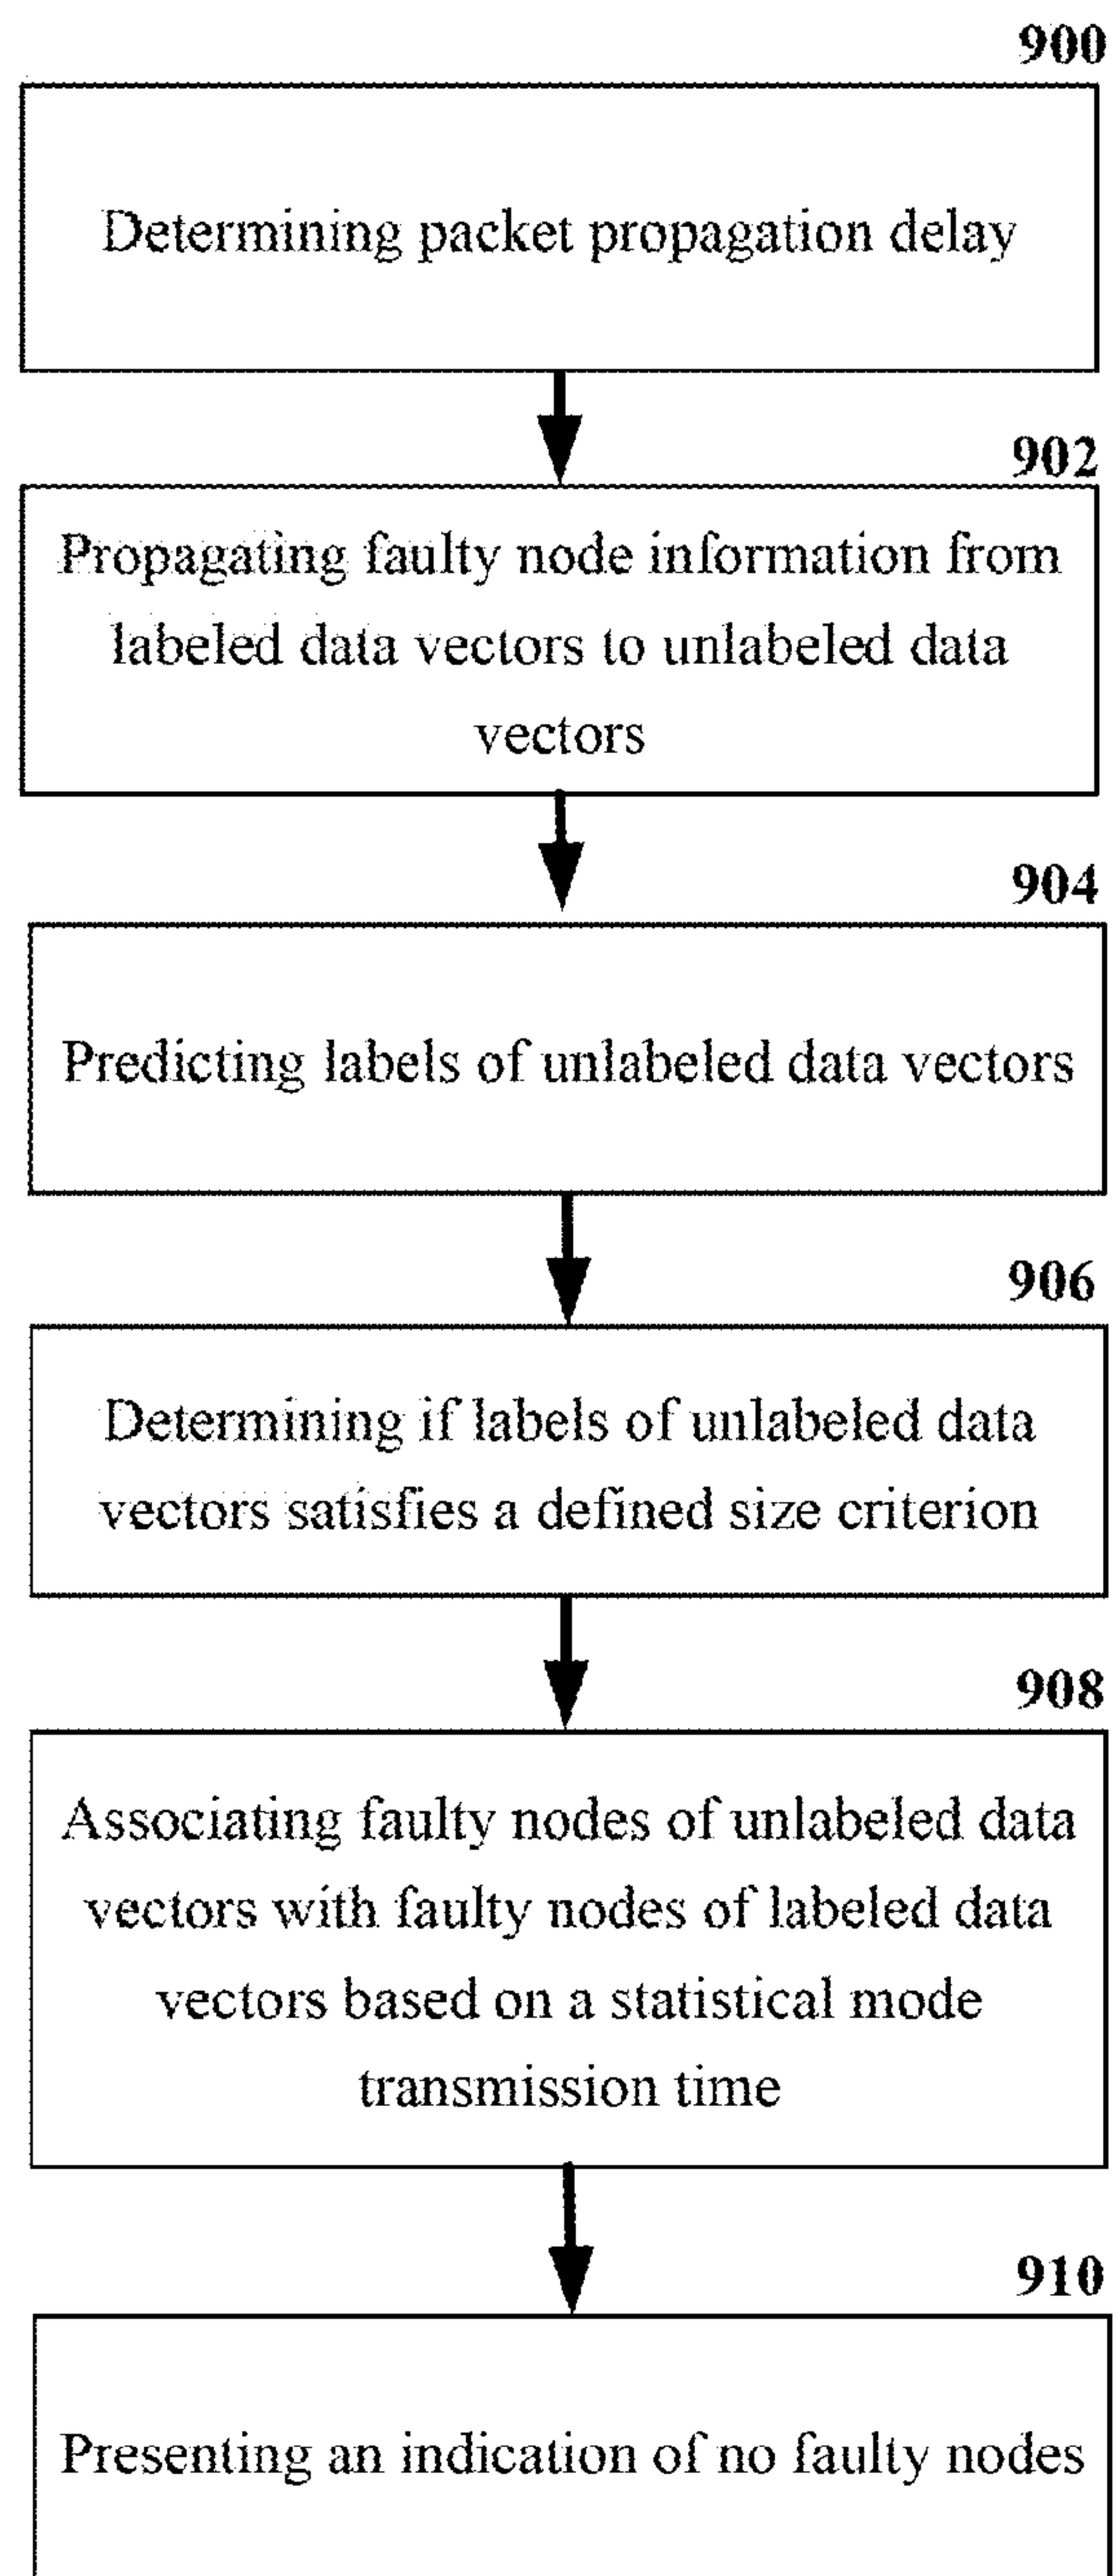 900
Determining packet propagation delay
902
Propagating faulty node information from
labeled data vectors to unlabeled data
vectors
904
Predicting labels of unlabeled data vectors
906
Determining if labels of unlabeled data
vectors satisfies a defined size criterion
908
Associating faulty nodes of unlabeled data
vectors with faulty nodes of labeled data
vectors based on a statistical mode
transmission time
910
Presenting an indication of no faulty nodes